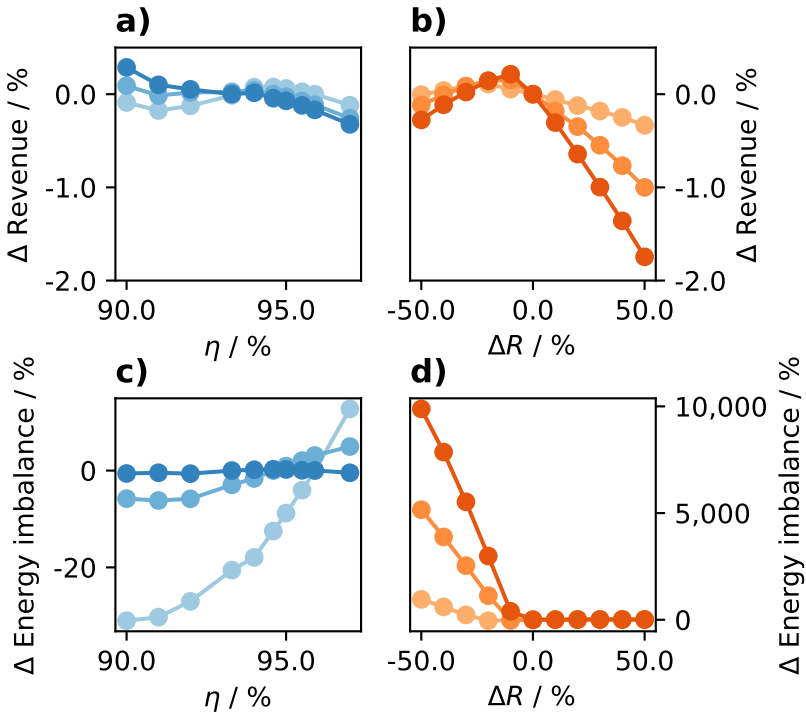 a)
b)
0.0
-1.0
-2.0
Δ Revenue / %
90.0
95.0
η / %
0.0
-1.0
-2.0
Δ Revenue / %
-50.0
0.0
50.0
ΔR / %
c)
d)
0
-20
Δ Energy imbalance / %
90.0
95.0
η / %
10,000
5,000
0
Δ Energy imbalance / %
-50.0
0.0
50.0
ΔR / %